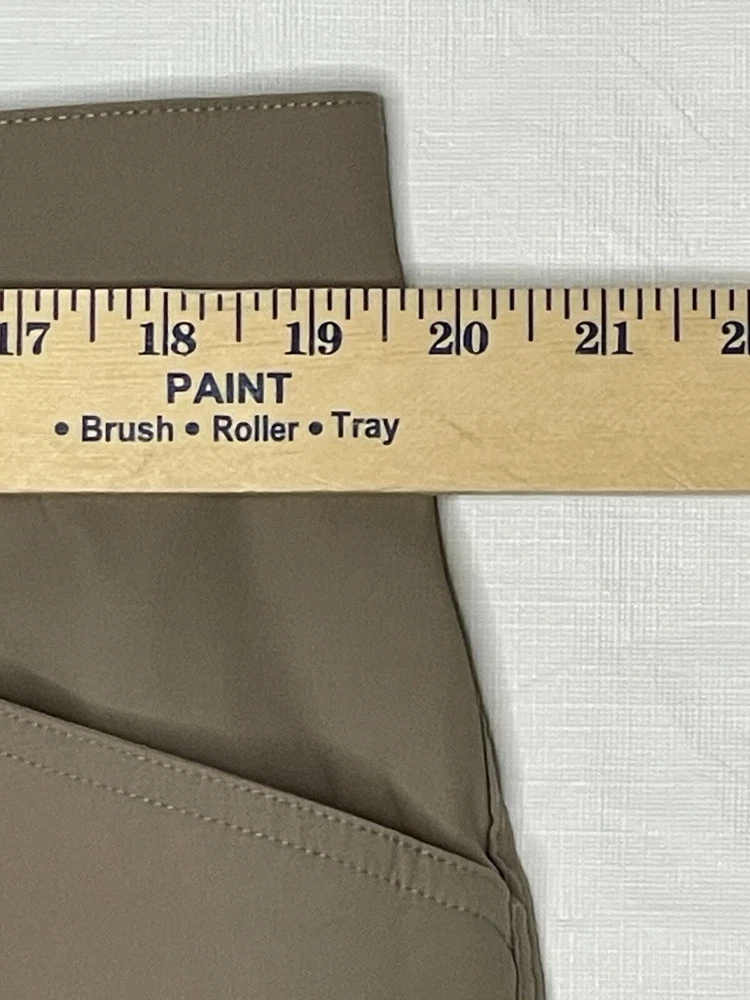 17 18 19 20 21 2
PAINT
• Brush • Roller • Tray